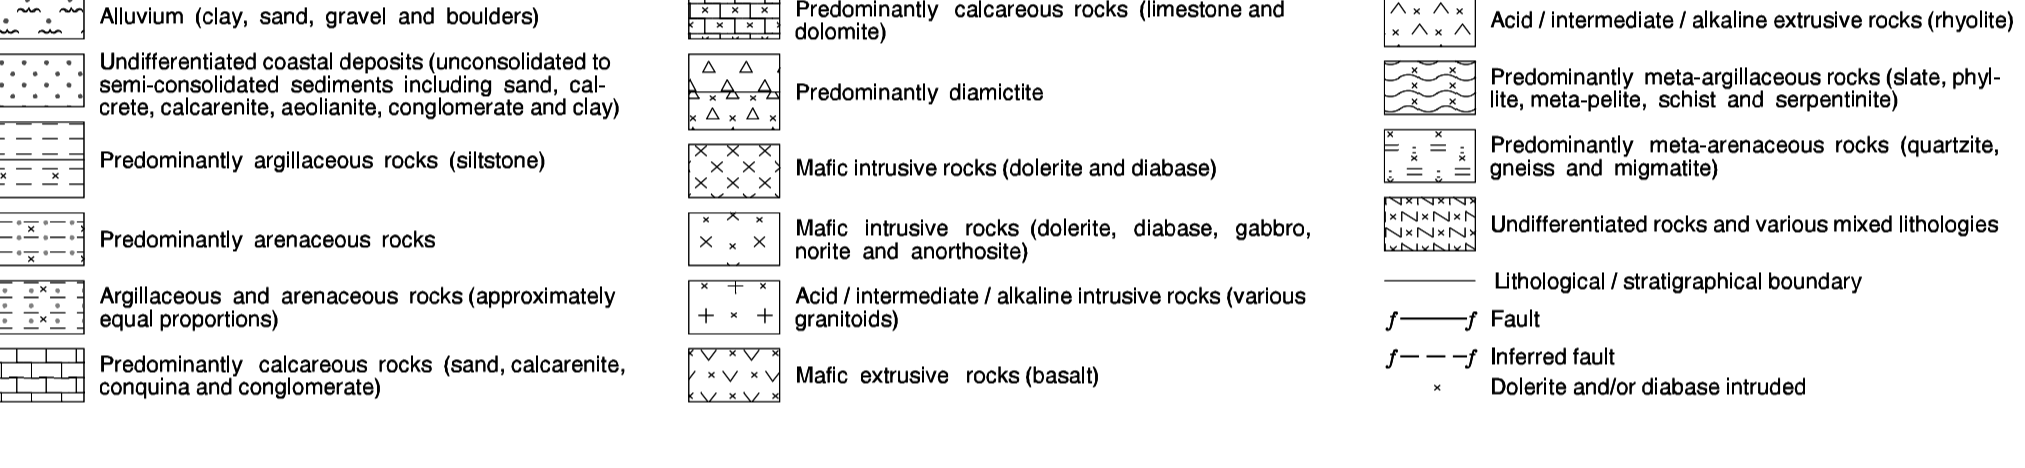 Alluvium (clay, sand, gravel and boulders)
Undifferentiated coastal deposits (unconsolidated to
semi-consolidated sediments including sand, cal-
crete, calcarenite, aeolianite, conglomerate and clay)
Predominantly argillaceous rocks (siltstone)
Predominantly arenaceous rocks
Argillaceous and arenaceous rocks (approximately
equal proportions)
Predominantly calcareous rocks (sand, calcarenite,
conquina and conglomerate)
Predominantly calcareous rocks (limestone and
dolomite)
Predominantly diamictite
Mafic intrusive rocks (dolerite and diabase)
Mafic intrusive rocks (dolerite, diabase, gabbro,
norite and anorthosite)
Acid / intermediate / alkaline intrusive rocks (various
granitoids)
Mafic extrusive rocks (basalt)
Acid / intermediate / alkaline extrusive rocks (rhyolite)
Predominantly meta-argillaceous rocks (slate, phyl-
lite, meta-pelite, schist and serpentinite)
Predominantly meta-arenaceous rocks (quartzite,
gneiss and migmatite)
Undifferentiated rocks and various mixed lithologies
Lithological / stratigraphical boundary
f f Fault
f f Inferred fault
Dolerite and/or diabase intruded